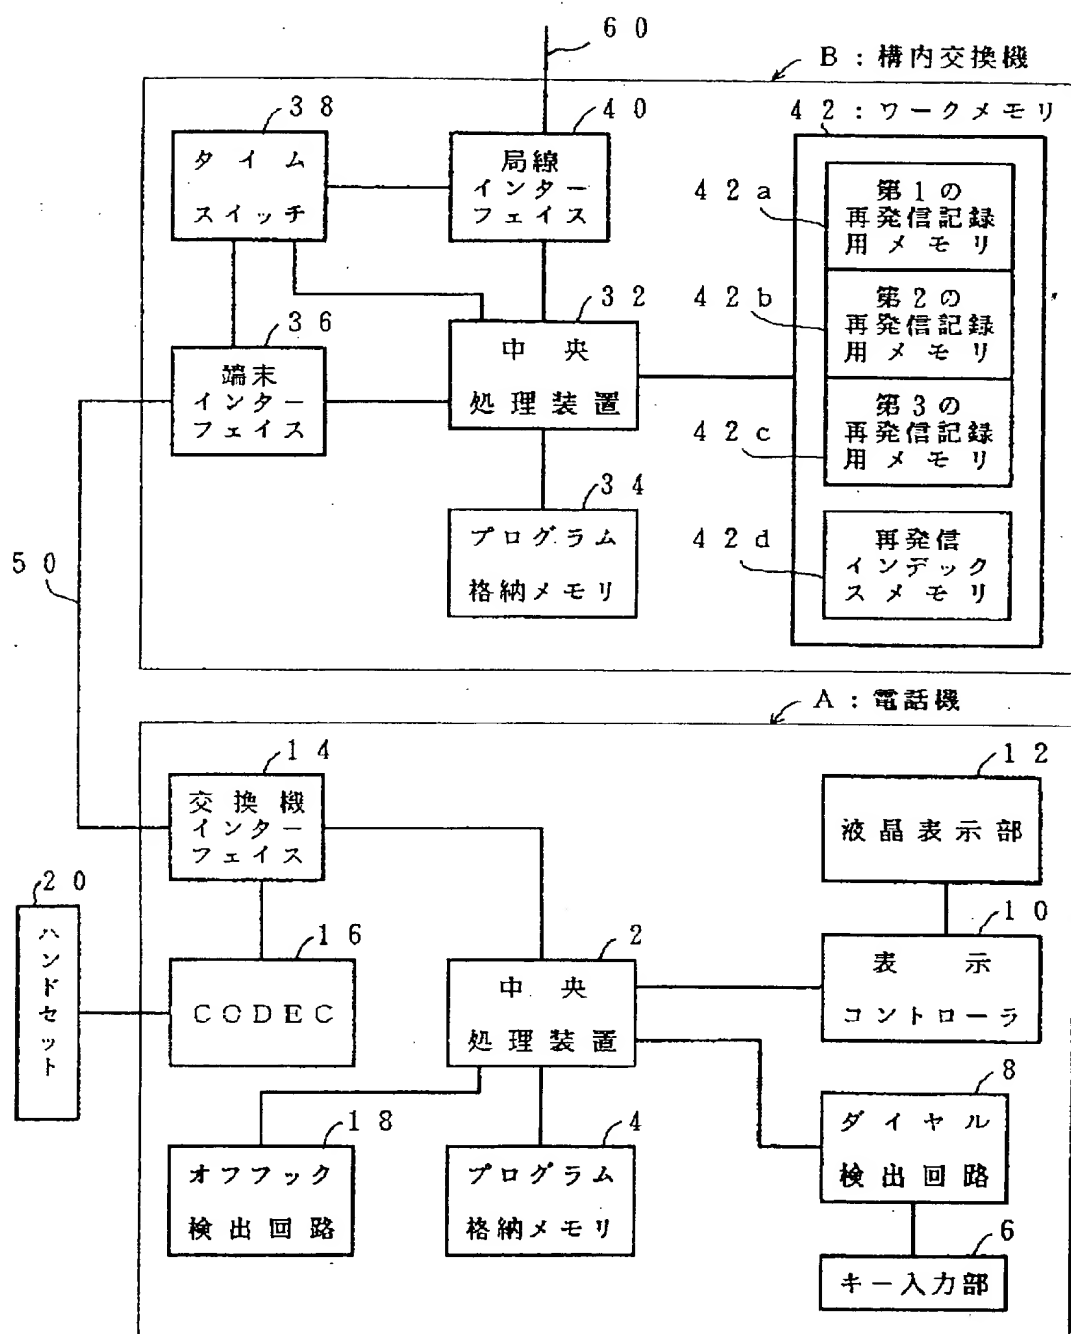 60
B：構内交換機
38
タイム
スイッチ
40
局線
インター
フェイス
42：ワークメモリ
42a
第1の
再発信記録
用メモリ
42b
第2の
再発信記録
用メモリ
42c
第3の
再発信記録
用メモリ
42d
再発信
インデック
スメモリ
36
端末
インター
フェイス
32
中央
処理装置
34
プログラム
格納メモリ
50
A：電話機
14
交換機
インター
フェイス
12
液晶表示部
20
ハンドセット
16
CODEC
2
中央
処理装置
10
表示
コントローラ
18
オフフック
検出回路
4
プログラム
格納メモリ
8
ダイヤル
検出回路
6
キー入力部